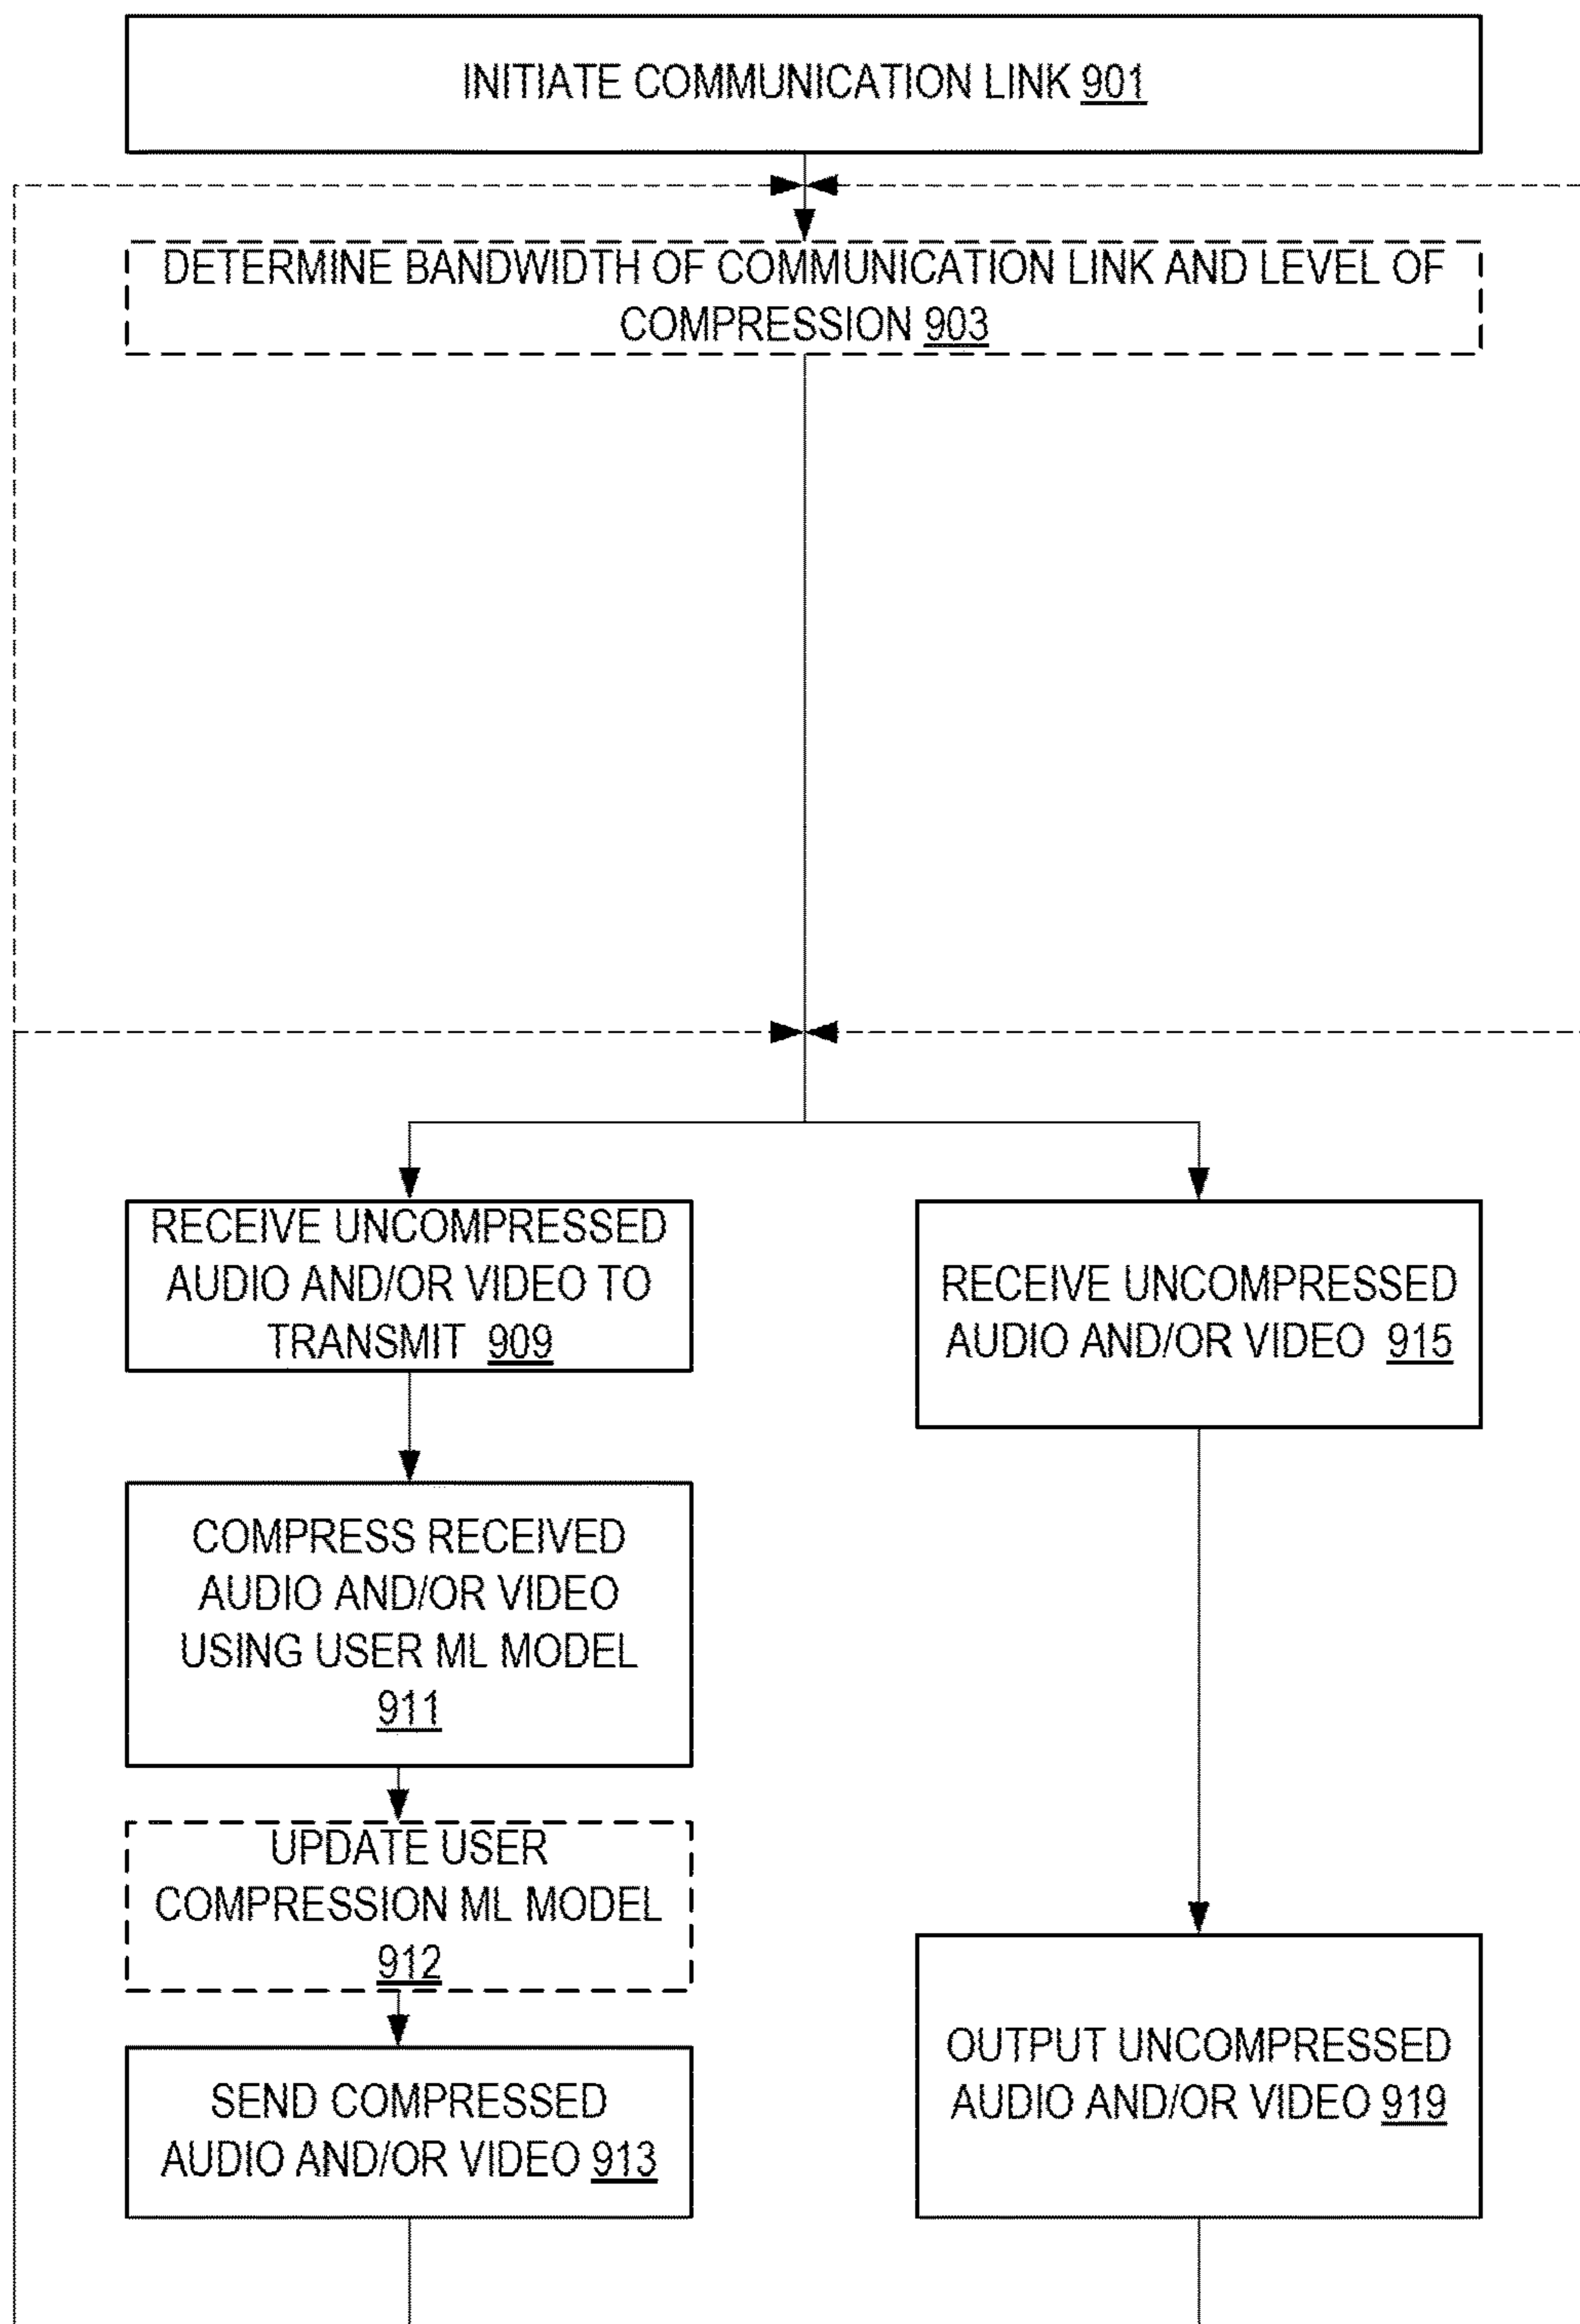 INITIATE COMMUNICATION LINK 901
DETERMINE BANDWIDTH OF COMMUNICATION LINK AND LEVEL OF
COMPRESSION 903
RECEIVE UNCOMPRESSED
AUDIO AND/OR VIDEO TO
TRANSMIT 909
COMPRESS RECEIVED
AUDIO AND/OR VIDEO
USING USER ML MODEL
911
UPDATE USER
COMPRESSION ML MODEL
912
SEND COMPRESSED
AUDIO AND/OR VIDEO 913
RECEIVE UNCOMPRESSED
AUDIO AND/OR VIDEO 915
OUTPUT UNCOMPRESSED
AUDIO AND/OR VIDEO 919